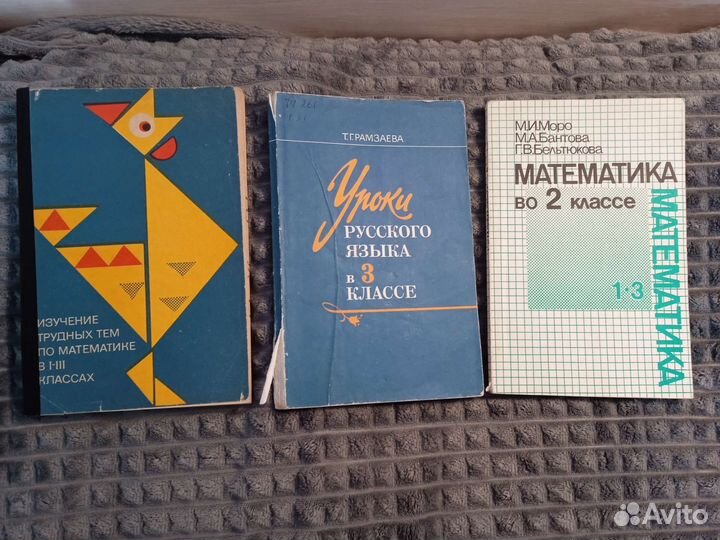 ИЗУЧЕНИЕ
ТРУДНЫХ ТЕМ
ПО МАТЕМАТИКЕ
В I-III
КЛАССАХ
Т.Г.РАМЗАЕВА
Уроки
РУССКОГО
ЯЗЫКА
в 3
КЛАССЕ
М.И.Моро
М.А.Бантова
Г.В.Бельтюкова
МАТЕМАТИКА
во 2 классе
1·3
МАТЕМАТИКА
Avito